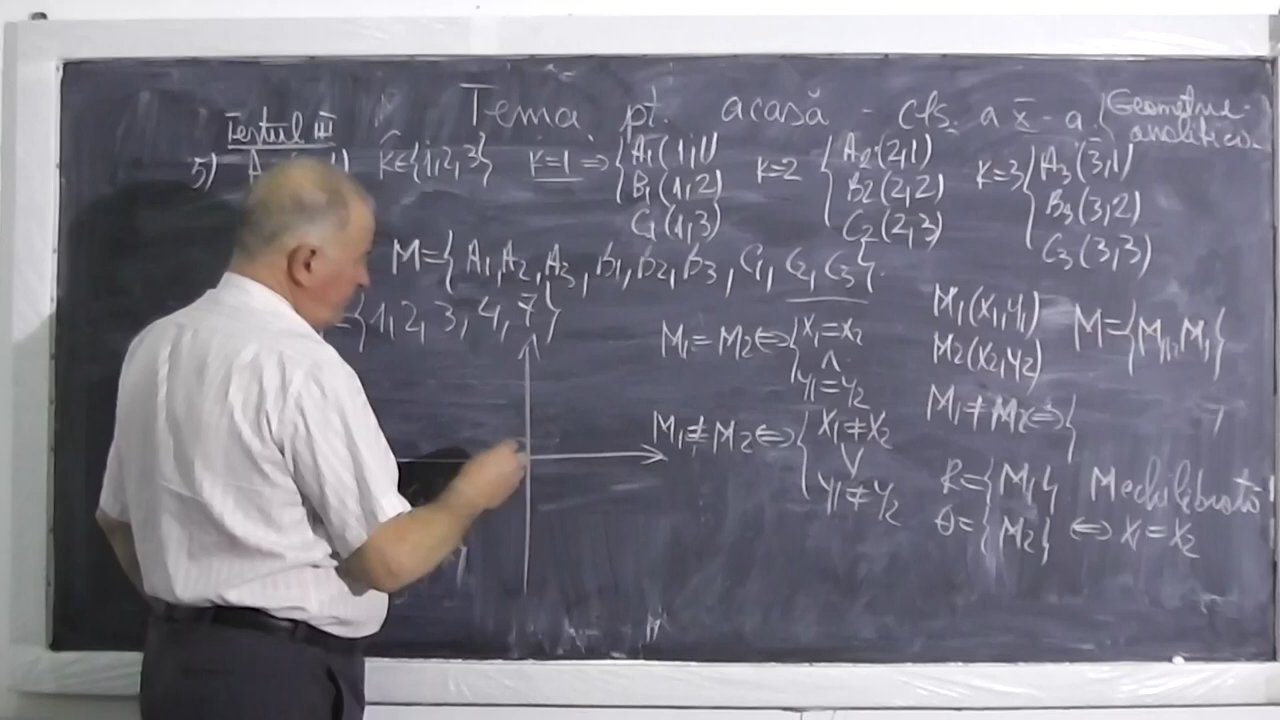 Tema pt. acasă - cls. a X-a
Geometrie
analitica
Testul III
5) A k∈{1,2,3} k=1 ⇒ { A₁(1,1) k=2 { A₂(2,1) k=3 { A₃(3,1)
B₁(1,2) B₂(2,2) B₃(3,2)
C₁(1,3) C₂(2,3) C₃(3,3)
M={A₁,A₂,A₃,B₁,B₂,B₃,C₁,C₂,C₃}.
={1,2,3,4,7}
M₁=M₂⇔{ x₁=x₂
∧
y₁=y₂
M₁(x₁,y₁) M={M₁,M₁}
M₂(x₂,y₂)
M₁≠M₂⇔{
M₁≠M₂⇔{ x₁≠x₂
∨
y₁≠y₂
R={M₁} M echilibrată
θ={M₂} ⇔ x₁=x₂